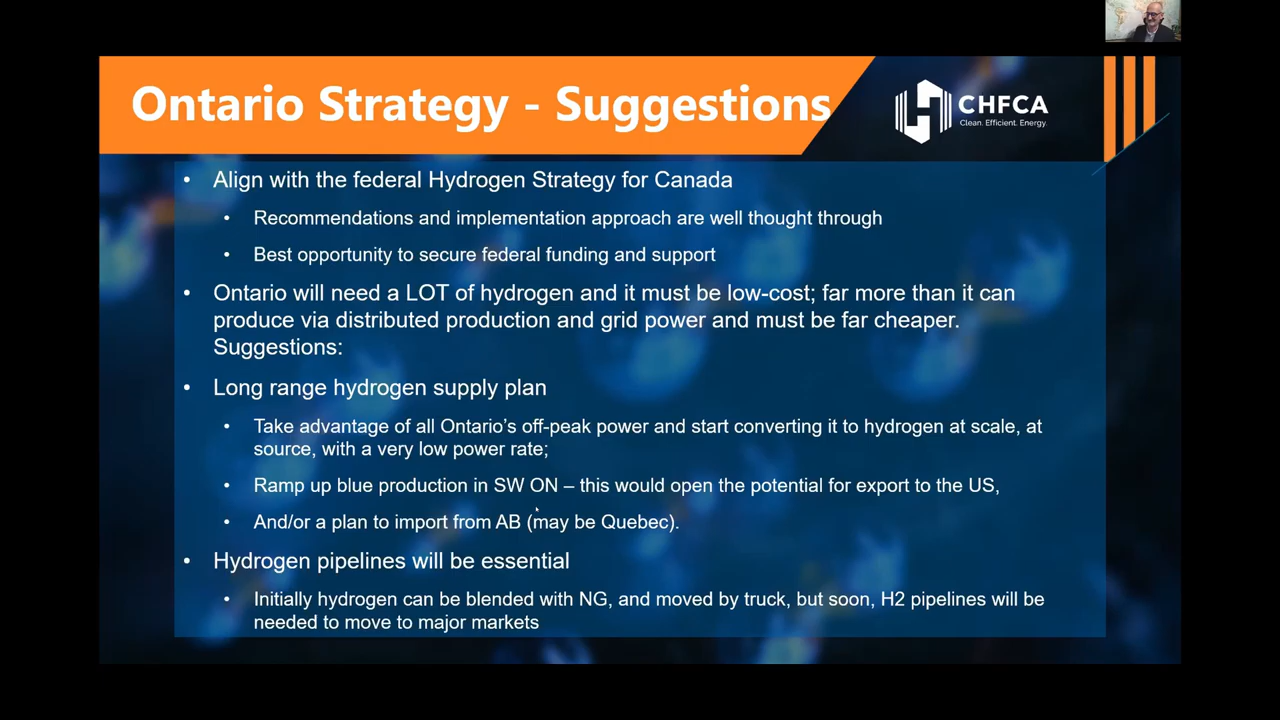 Ontario Strategy - Suggestions
CHFCA
Clean. Efficient. Energy.
• Align with the federal Hydrogen Strategy for Canada
• Recommendations and implementation approach are well thought through
• Best opportunity to secure federal funding and support
• Ontario will need a LOT of hydrogen and it must be low-cost; far more than it can
produce via distributed production and grid power and must be far cheaper.
Suggestions:
• Long range hydrogen supply plan
• Take advantage of all Ontario's off-peak power and start converting it to hydrogen at scale, at
source, with a very low power rate;
• Ramp up blue production in SW ON – this would open the potential for export to the US,
• And/or a plan to import from AB (may be Quebec).
• Hydrogen pipelines will be essential
• Initially hydrogen can be blended with NG, and moved by truck, but soon, H2 pipelines will be
needed to move to major markets